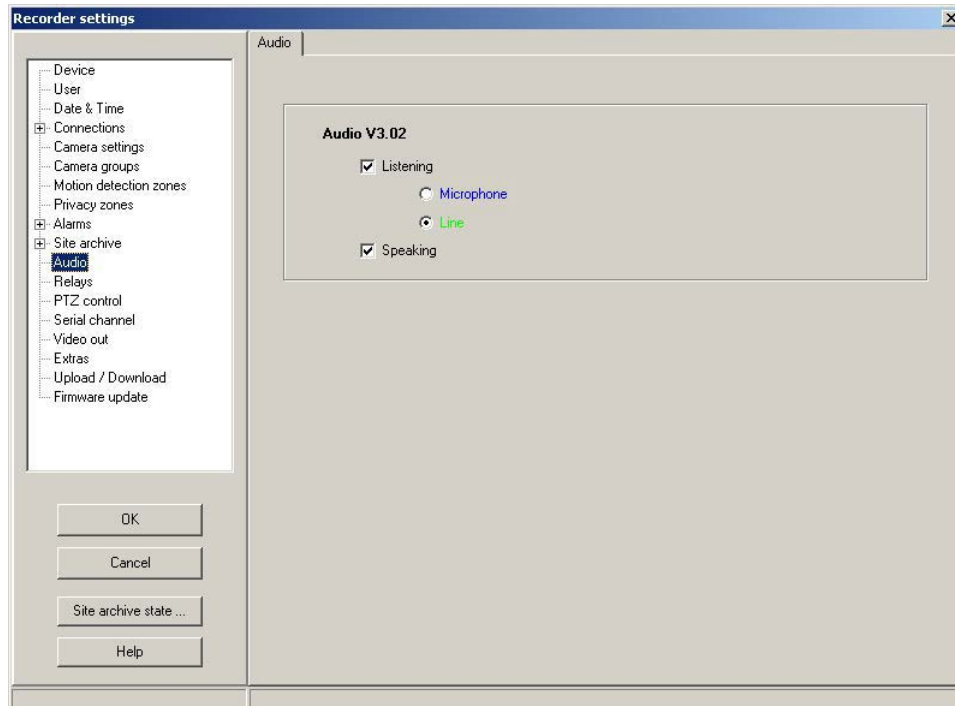 Recorder settings
Audio
Device
User
Date & Time
Connections
Camera settings
Camera groups
Motion detection zones
Privacy zones
Alarms
Site archive
Audio
Relays
PTZ control
Serial channel
Video out
Extras
Upload / Download
Firmware update
OK
Cancel
Site archive state ...
Help
Audio V3.02
Listening
Microphone
Line
Speaking